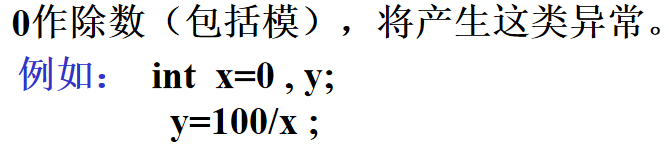 0作除数（包括模），将产生这类异常。
例如： int x=0 , y;
y=100/x ;